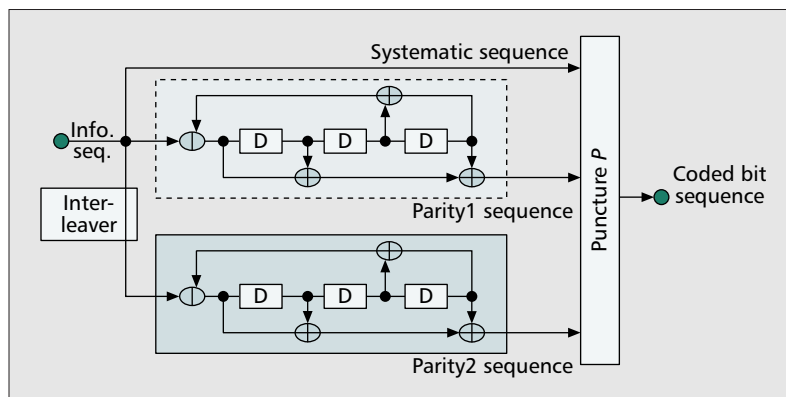 Systematic sequence
Info.
seq.
D D D
Parity1 sequence
Inter-
leaver
D D D
Parity2 sequence
Puncture P
Coded bit
sequence